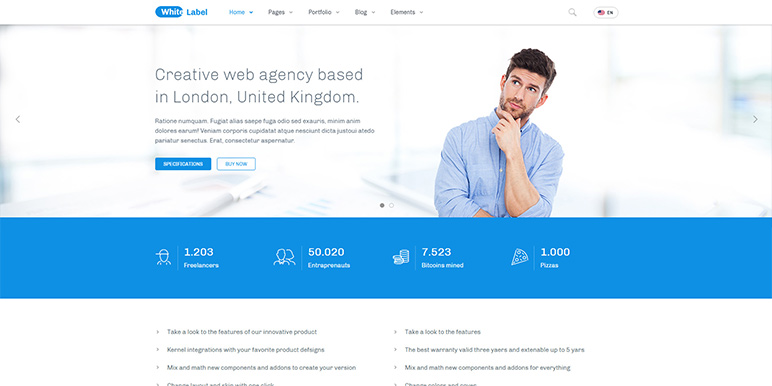 White Label
Home Pages Portfolio Blog Elements EN
Creative web agency based
in London, United Kingdom.
Ratione numquam. Fugiat alias saepe fuga odio sed exauris, minim anim
dolores earum! Veniam corporis cupidatat atque nesciunt dicta justoui atedo
pariatur senectus. Erat, consectetur aspernatur.
SPECIFICATIONS BUY NOW
1.203 50.020 7.523 1.000
Freelancers Entraprenauts Bitcoins mined Pizzas
Take a look to the features of our innovative product
Kernel integrations with your favorite product defsigns
Mix and math new components and addons to create your version
Change layout and skin with one click
Take a look to the features
The best warranty valid three yaers and extenable up to 5 yars
Mix and math new components and addons for everything
Change colors and